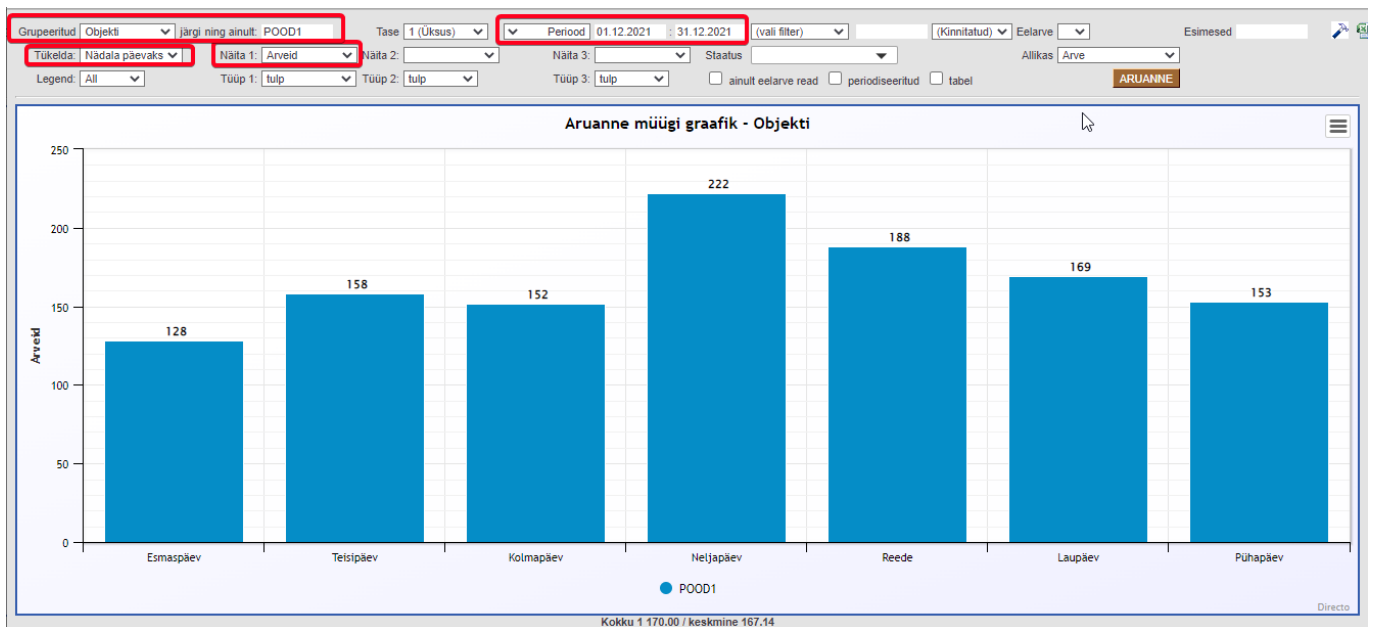 Grupeeritud Objekti järgi ning ainult: POOD1 Tase 1 (Üksus) Periood 01.12.2021 : 31.12.2021 (vali filter) (Kinnitatud) Eelarve Esimesed
Tükelda: Nädala päevaks Näita 1: Arveid Näita 2: Näita 3: Staatus Allikas Arve
Legend: All Tüüp 1: tulp Tüüp 2: tulp Tüüp 3: tulp ainult eelarve read periodiseeritud tabel ARUANNE
Aruanne müügi graafik - Objekti
250
200
150
100
50
0
Arveid
128
158
152
222
188
169
153
Esmaspäev Teisipäev Kolmapäev Neljapäev Reede Laupäev Pühapäev
POOD1
Directo
Kokku 1 170.00 / keskmine 167.14